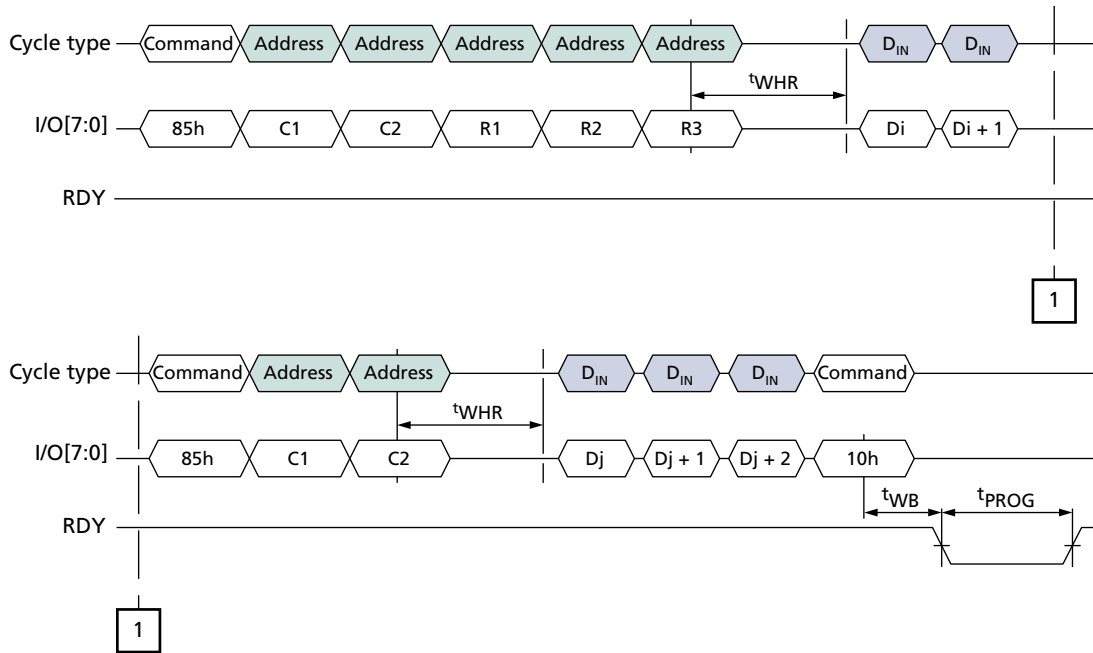 Cycle type Command Address Address Address Address Address D_IN D_IN
tWHR
I/O[7:0] 85h C1 C2 R1 R2 R3 Di Di + 1
RDY
1
Cycle type Command Address Address D_IN D_IN D_IN Command
tWHR
I/O[7:0] 85h C1 C2 Dj Dj + 1 Dj + 2 10h
tWB tPROG
RDY
1